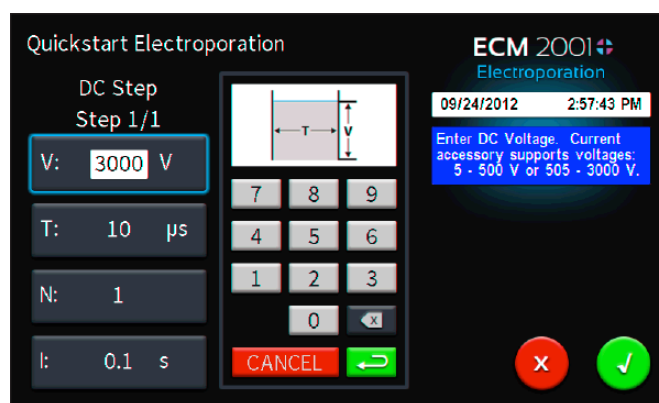 Quickstart Electroporation
DC Step
Step 1/1
V: 3000 V
T: 10 µs
N: 1
I: 0.1 s
T V
7 8 9
4 5 6
1 2 3
0 x
CANCEL
ECM 2001
Electroporation
09/24/2012 2:57:43 PM
Enter DC Voltage. Current
accessory supports voltages:
5 - 500 V or 505 - 3000 V.
x